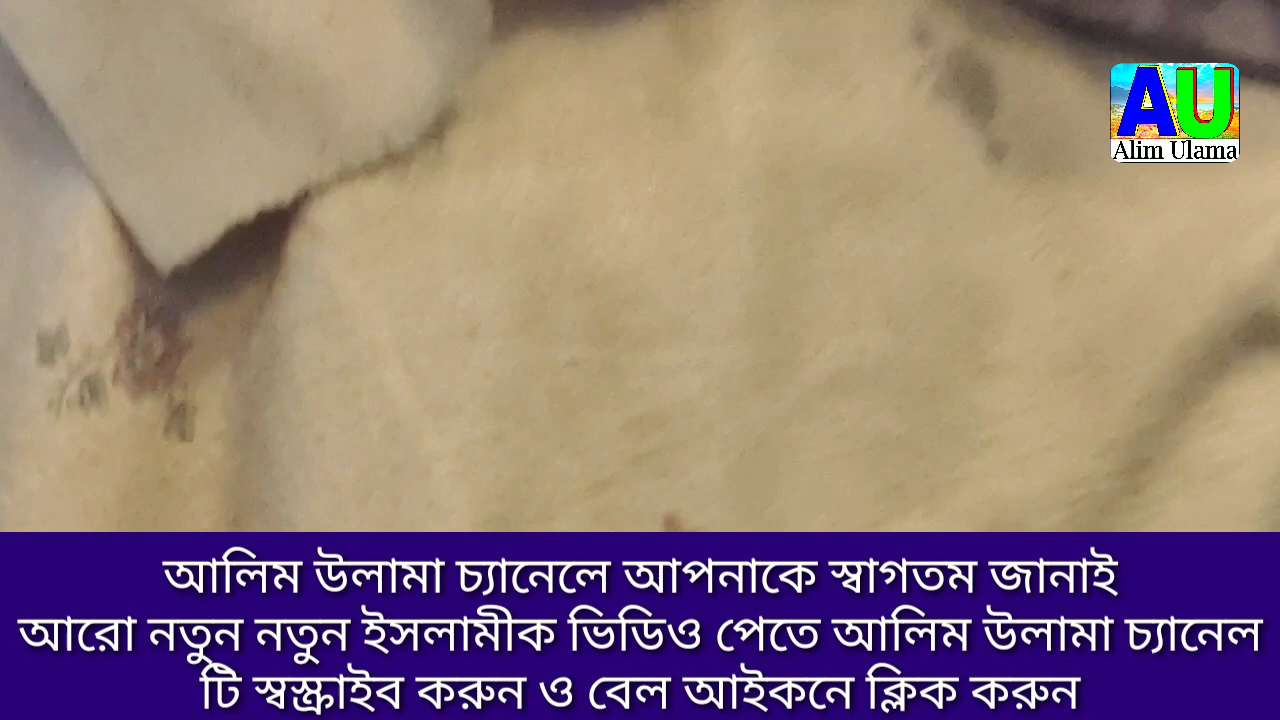 AU
Alim Ulama
আলিম উলামা চ্যানেলে আপনাকে স্বাগতম জানাই
আরো নতুন নতুন ইসলামীক ভিডিও পেতে আলিম উলামা চ্যানেল
টি স্বস্ক্রাইব করুন ও বেল আইকনে ক্লিক করুন